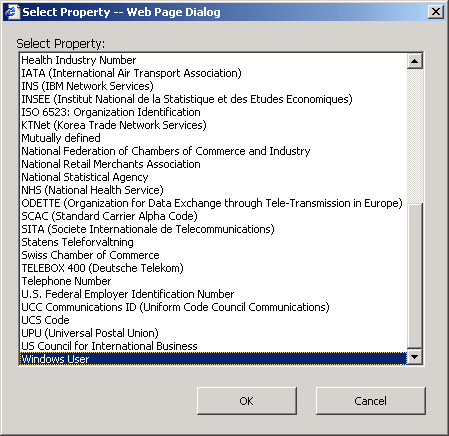 Select Property -- Web Page Dialog
Select Property:
Health Industry Number
IATA (International Air Transport Association)
INS (IBM Network Services)
INSEE (Institut National de la Statistique et des Etudes Economiques)
ISO 6523: Organization Identification
KTNet (Korea Trade Network Services)
Mutually defined
National Federation of Chambers of Commerce and Industry
National Retail Merchants Association
National Statistical Agency
NHS (National Health Service)
ODETTE (Organization for Data Exchange through Tele-Transmission in Europe)
SCAC (Standard Carrier Alpha Code)
SITA (Societe Internationale de Telecommunications)
Statens Teleforvaltning
Swiss Chamber of Commerce
TELEBOX 400 (Deutsche Telekom)
Telephone Number
U.S. Federal Employer Identification Number
UCC Communications ID (Uniform Code Council Communications)
UCS Code
UPU (Universal Postal Union)
US Council for International Business
Windows User
OK Cancel